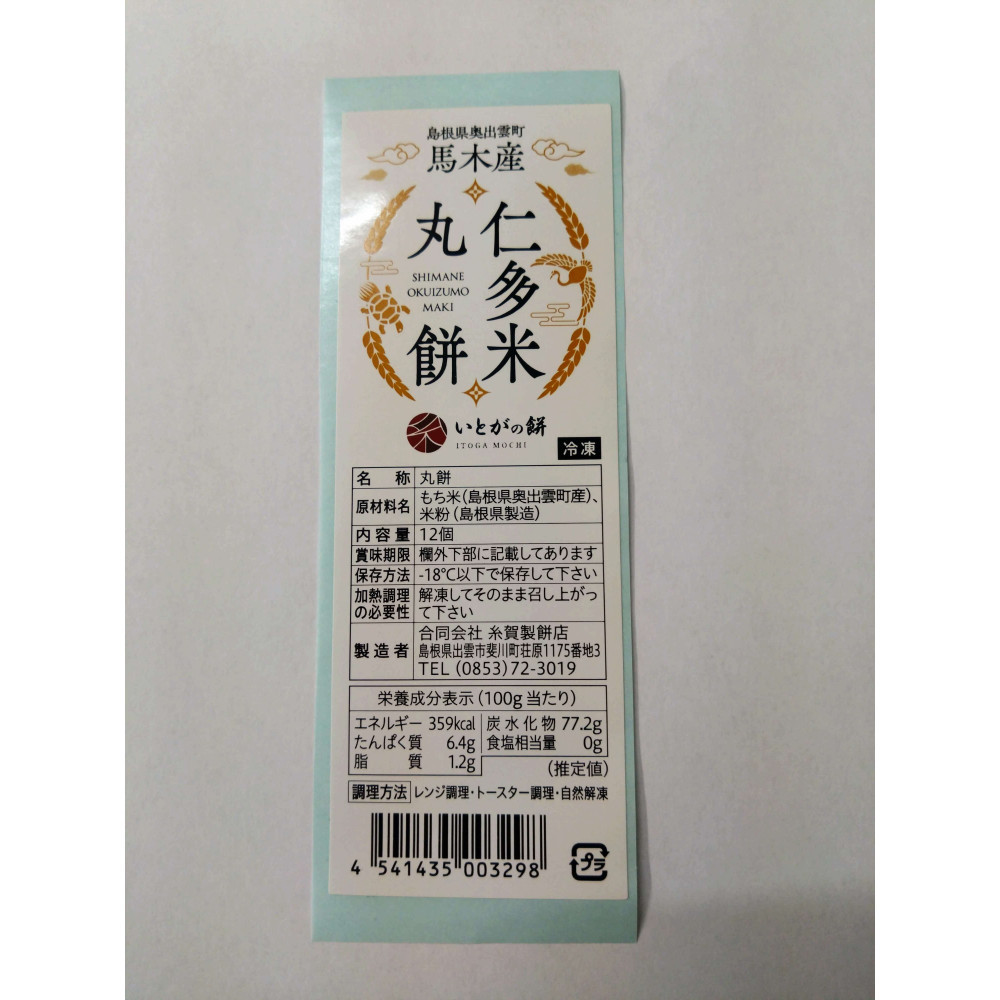 島根県奥出雲町
馬木産
仁多米
丸餅
SHIMANE
OKUIZUMO
MAKI
いとがの餅
ITOGA MOCHI
冷凍
名称 丸餅
原材料名 もち米(島根県奥出雲町産)、
米粉(島根県製造)
内容量 12個
賞味期限 欄外下部に記載してあります
保存方法 -18℃以下で保存して下さい
加熱調理の必要性 解凍してそのまま召し上がっ
て下さい
製造者 合同会社 糸賀製餅店
島根県出雲市斐川町荘原1175番地3
TEL (0853)72-3019
栄養成分表示(100g当たり)
エネルギー 359kcal 炭水化物 77.2g
たんぱく質 6.4g 食塩相当量 0g
脂質 1.2g (推定値)
調理方法 レンジ調理・トースター調理・自然解凍
4 541435 003298
プラ